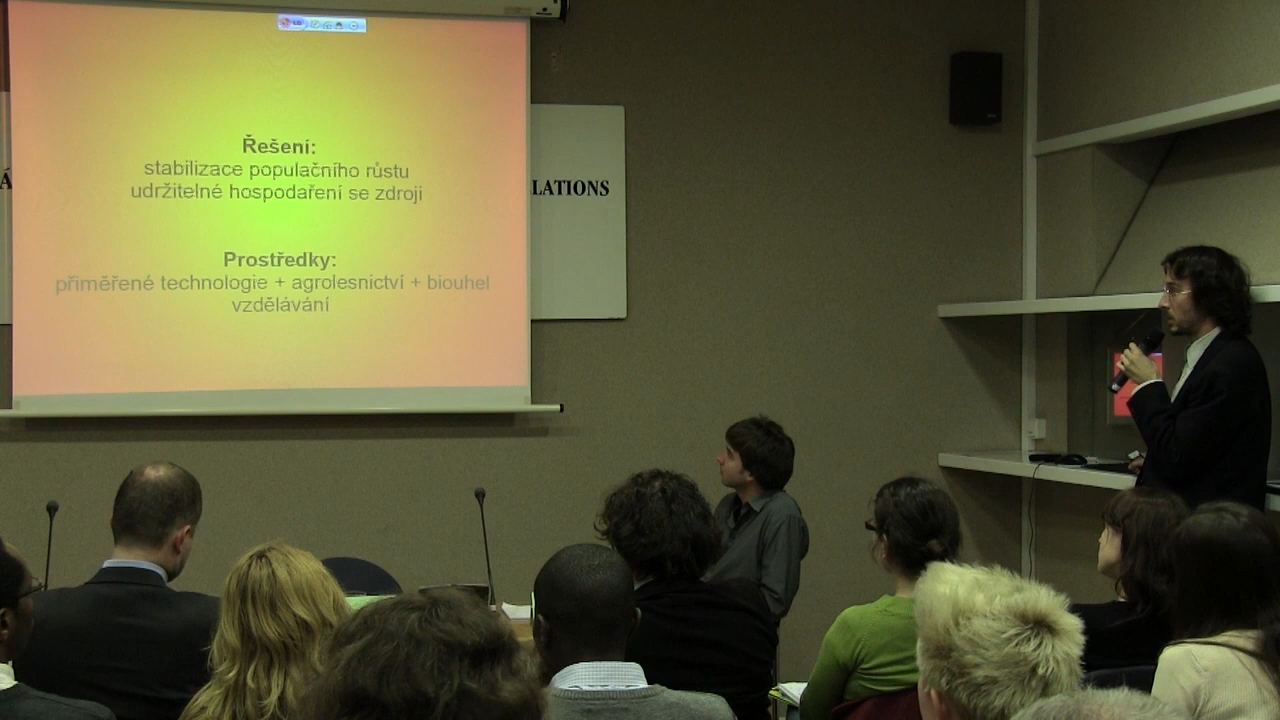 Řešení:
stabilizace populačního růstu
udržitelné hospodaření se zdroji
Prostředky:
přiměřené technologie + agrolesnictví + biouhel
vzdělávání
Á
LATIONS